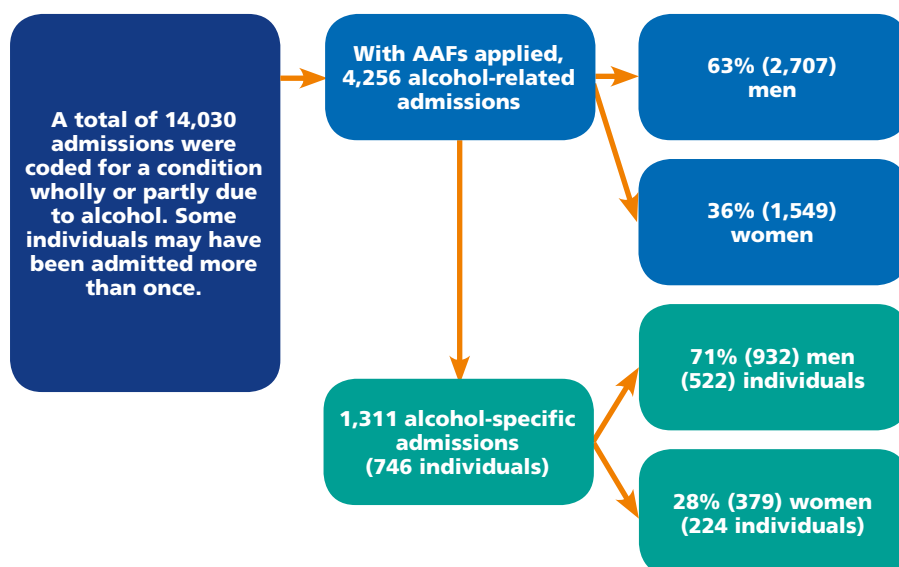 A total of 14,030
admissions were
coded for a condition
wholly or partly due
to alcohol. Some
individuals may have
been admitted more
than once.
With AAFs applied,
4,256 alcohol-related
admissions
63% (2,707)
men
36% (1,549)
women
1,311 alcohol-specific
admissions
(746 individuals)
71% (932) men
(522) individuals
28% (379) women
(224 individuals)